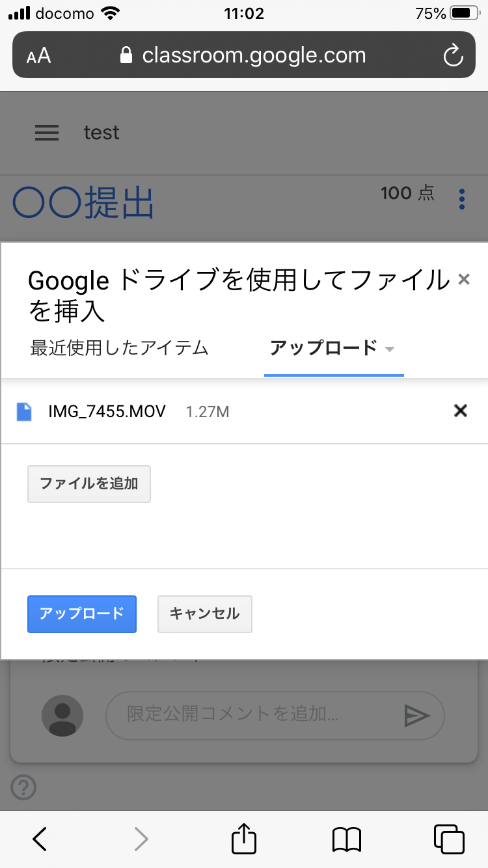 docomo 11:02 75%
AA classroom.google.com
test
〇〇提出 100 点
Google ドライブを使用してファイル
を挿入
最近使用したアイテム アップロード
IMG_7455.MOV 1.27M
ファイルを追加
アップロード キャンセル
限定公開コメントを追加...